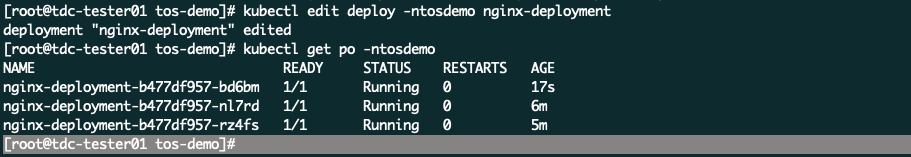 [root@tdc-tester01 tos-demo]# kubectl edit deploy -ntosdemo nginx-deployment
deployment "nginx-deployment" edited
[root@tdc-tester01 tos-demo]# kubectl get po -ntosdemo
NAME READY STATUS RESTARTS AGE
nginx-deployment-b477df957-bd6bm 1/1 Running 0 17s
nginx-deployment-b477df957-nl7rd 1/1 Running 0 6m
nginx-deployment-b477df957-rz4fs 1/1 Running 0 5m
[root@tdc-tester01 tos-demo]#